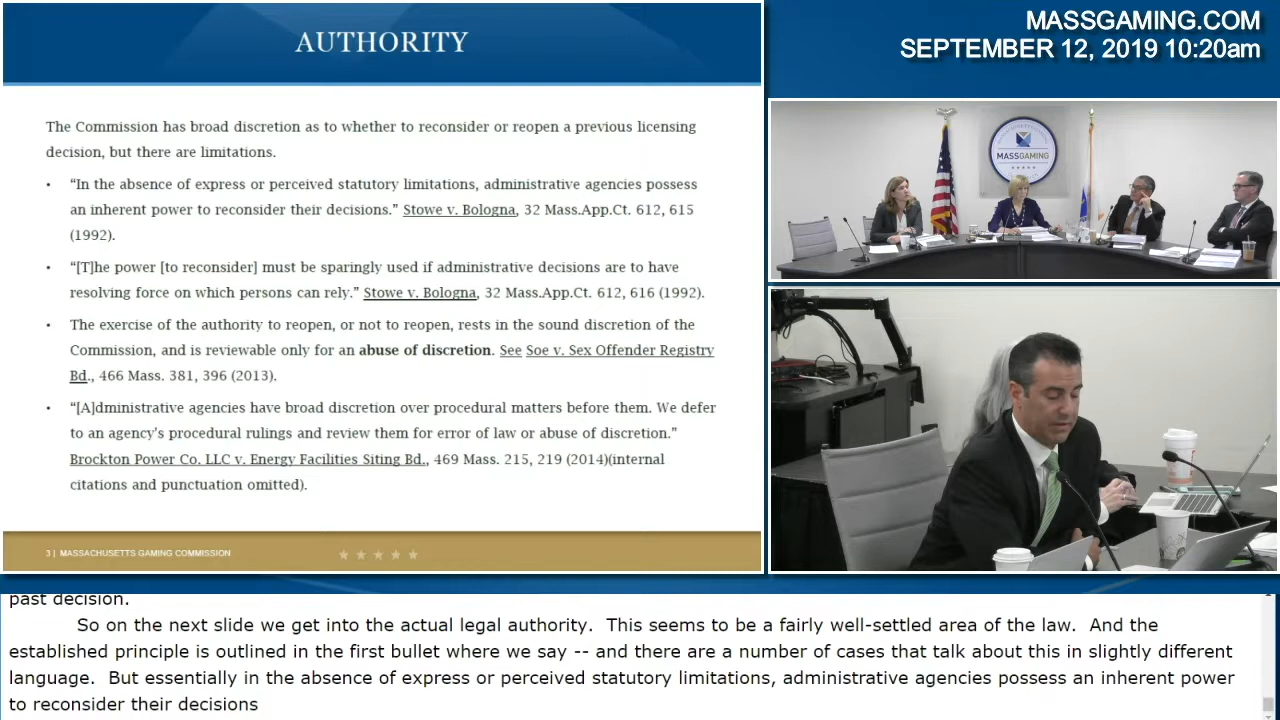 AUTHORITY
The Commission has broad discretion as to whether to reconsider or reopen a previous licensing
decision, but there are limitations.
• “In the absence of express or perceived statutory limitations, administrative agencies possess
an inherent power to reconsider their decisions.” Stowe v. Bologna, 32 Mass.App.Ct. 612, 615
(1992).
• “[T]he power [to reconsider] must be sparingly used if administrative decisions are to have
resolving force on which persons can rely.” Stowe v. Bologna, 32 Mass.App.Ct. 612, 616 (1992).
• The exercise of the authority to reopen, or not to reopen, rests in the sound discretion of the
Commission, and is reviewable only for an abuse of discretion. See Soe v. Sex Offender Registry
Bd., 466 Mass. 381, 396 (2013).
• “[A]dministrative agencies have broad discretion over procedural matters before them. We defer
to an agency’s procedural rulings and review them for error of law or abuse of discretion.”
Brockton Power Co. LLC v. Energy Facilities Siting Bd., 469 Mass. 215, 219 (2014)(internal
citations and punctuation omitted).
3 | MASSACHUSETTS GAMING COMMISSION
MASSGAMING.COM
SEPTEMBER 12, 2019 10:20am
MASSGAMING
past decision.
So on the next slide we get into the actual legal authority. This seems to be a fairly well-settled area of the law. And the
established principle is outlined in the first bullet where we say -- and there are a number of cases that talk about this in slightly different
language. But essentially in the absence of express or perceived statutory limitations, administrative agencies possess an inherent power
to reconsider their decisions